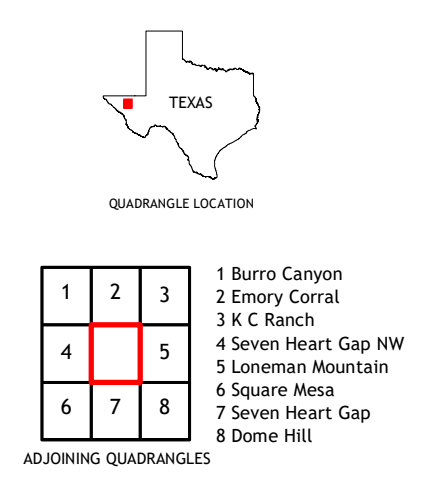 TEXAS
QUADRANGLE LOCATION
1 2 3
4 5
6 7 8
ADJOINING QUADRANGLES
1 Burro Canyon
2 Emory Corral
3 K C Ranch
4 Seven Heart Gap NW
5 Loneman Mountain
6 Square Mesa
7 Seven Heart Gap
8 Dome Hill